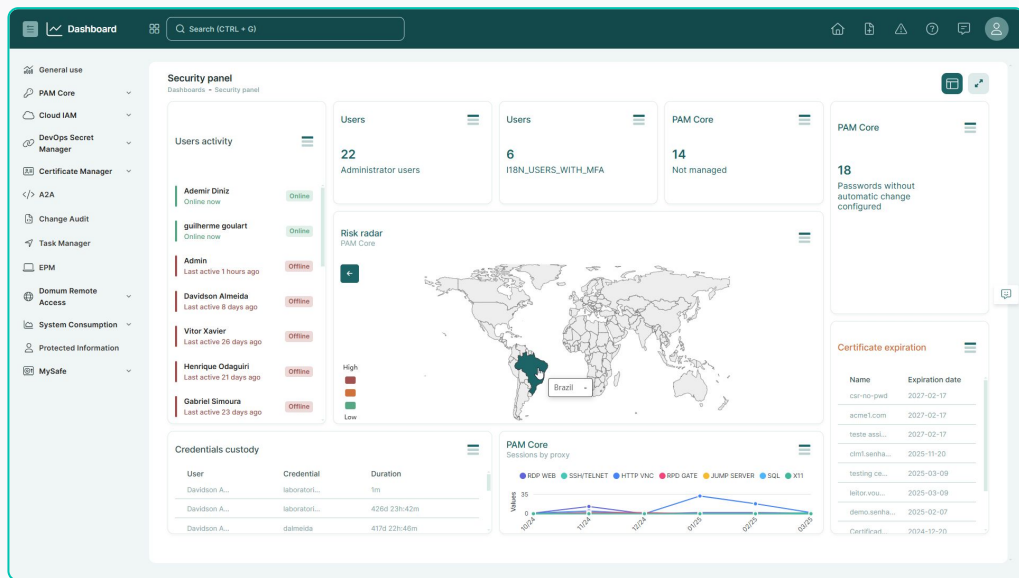 Dashboard
Search (CTRL + G)
General use
PAM Core
Cloud IAM
DevOps Secret
Manager
Certificate Manager
A2A
Change Audit
Task Manager
EPM
Domum Remote
Access
System Consumption
Protected Information
MySafe
Security panel
Dashboards • Security panel
Users activity
Ademir Diniz
Online now
Online
guilherme goulart
Online now
Online
Admin
Last active 1 hours ago
Offline
Davidson Almeida
Last active 8 days ago
Offline
Vitor Xavier
Last active 26 days ago
Offline
Henrique Odaguiri
Last active 21 days ago
Offline
Gabriel Simoura
Last active 23 days ago
Offline
Users
22
Administrator users
Users
6
I18N_USERS_WITH_MFA
PAM Core
14
Not managed
PAM Core
18
Passwords without
automatic change
configured
Risk radar
PAM Core
High
Low
Brazil -
Certificate expiration
Name Expiration date
csr-no-pwd 2027-02-17
acme1.com 2027-02-17
teste assi... 2027-02-17
clm1.senha... 2025-11-20
testing ce... 2025-03-09
leitor.vou... 2025-03-09
demo.senha... 2025-02-07
Certificad... 2024-12-20
Credentials custody
User Credential Duration
Davidson A... laboratori... 1m
Davidson A... laboratori... 426d 23h:42m
Davidson A... dalmeida 417d 22h:46m
PAM Core
Sessions by proxy
RDP WEB SSH/TELNET HTTP VNC RPD GATE JUMP SERVER SQL X11
Values
35
0
10/24 11/24 12/24 01/25 02/25 03/25